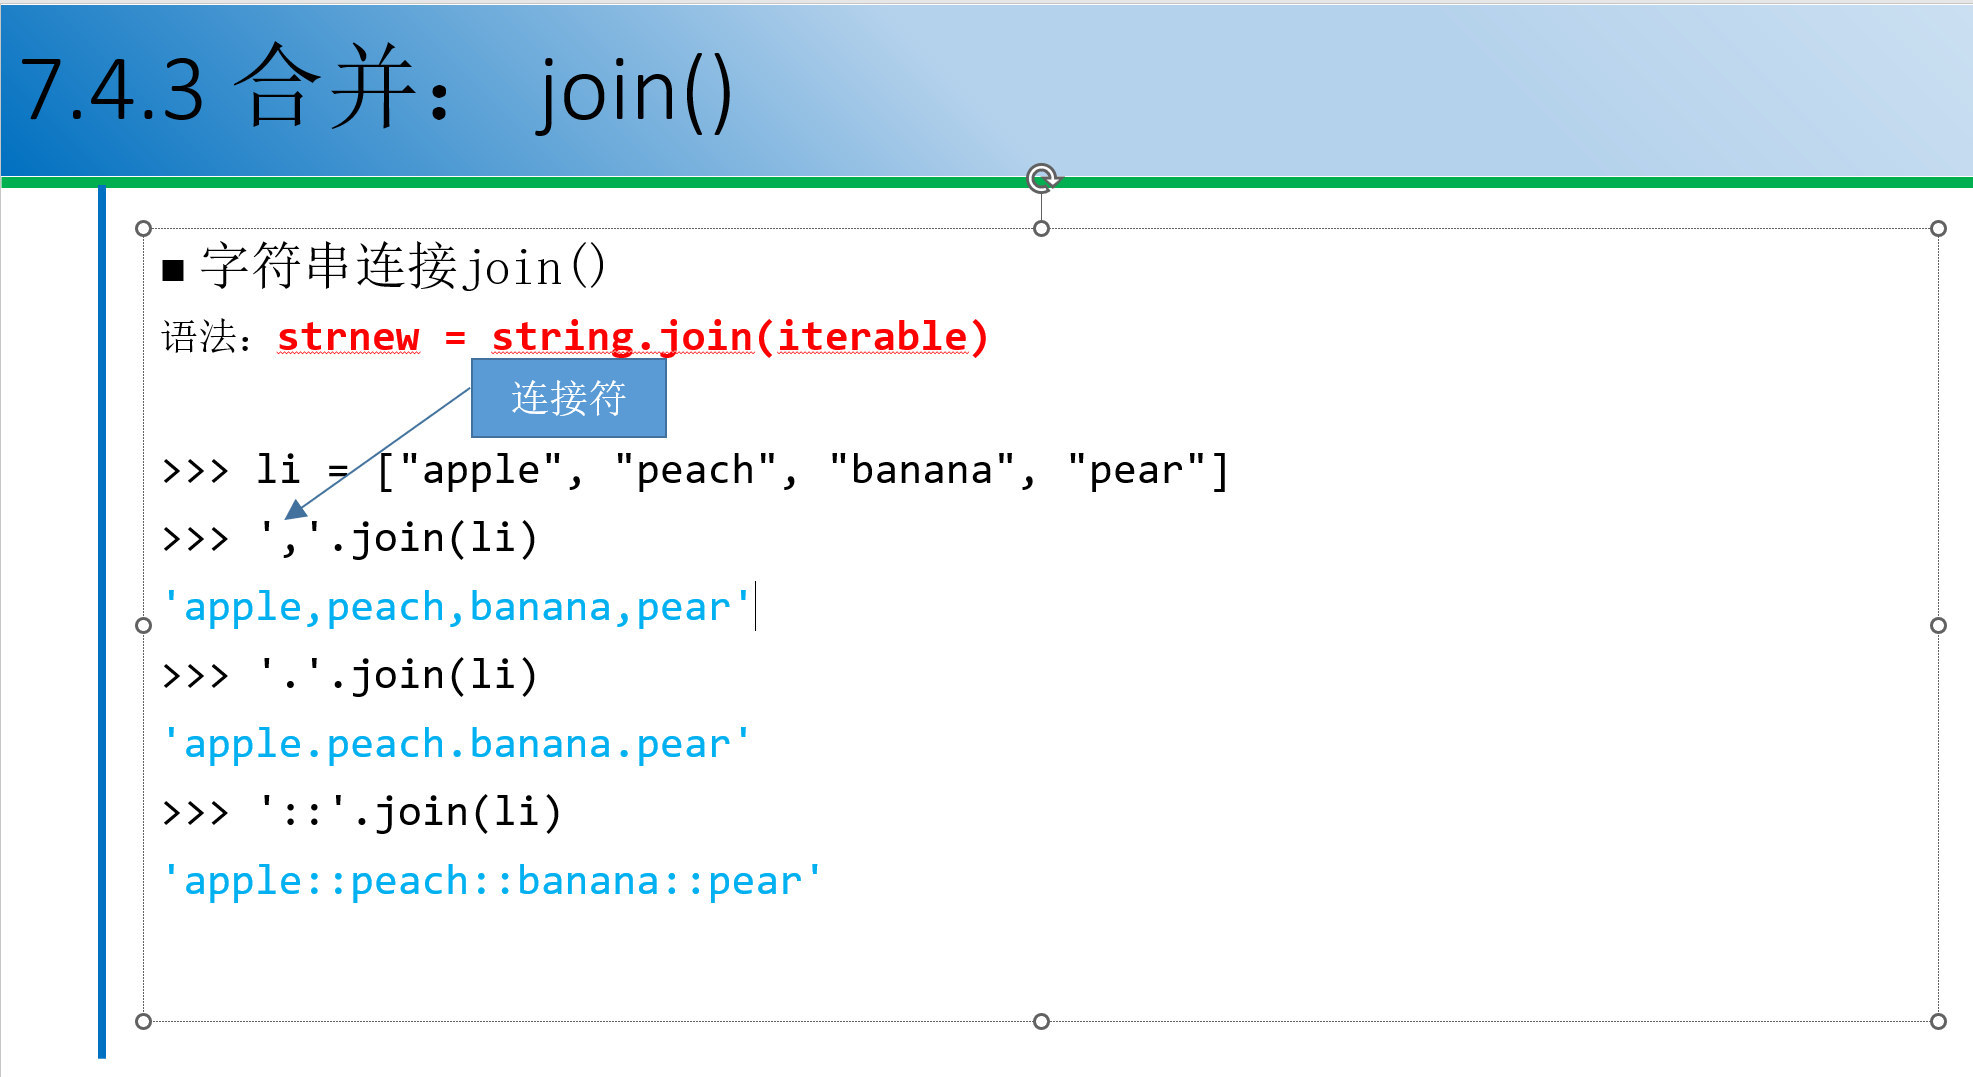 7.4.3 合并： join()
■ 字符串连接join()
语法：strnew = string.join(iterable)
连接符
>>> li = ["apple", "peach", "banana", "pear"]
>>> ','.join(li)
'apple,peach,banana,pear'
>>> '.'.join(li)
'apple.peach.banana.pear'
>>> '::'.join(li)
'apple::peach::banana::pear'